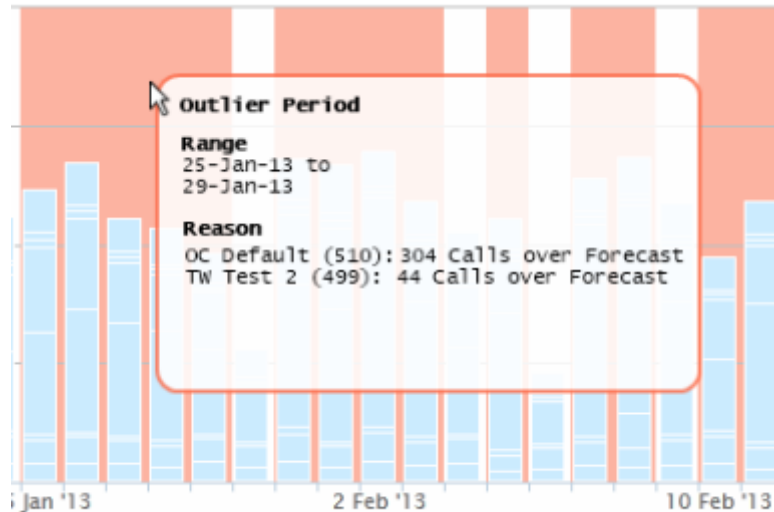 Outlier Period
Range
25-Jan-13 to
29-Jan-13
Reason
OC Default (510): 304 Calls over Forecast
TW Test 2 (499): 44 Calls over Forecast
Jan '13
2 Feb '13
10 Feb '13